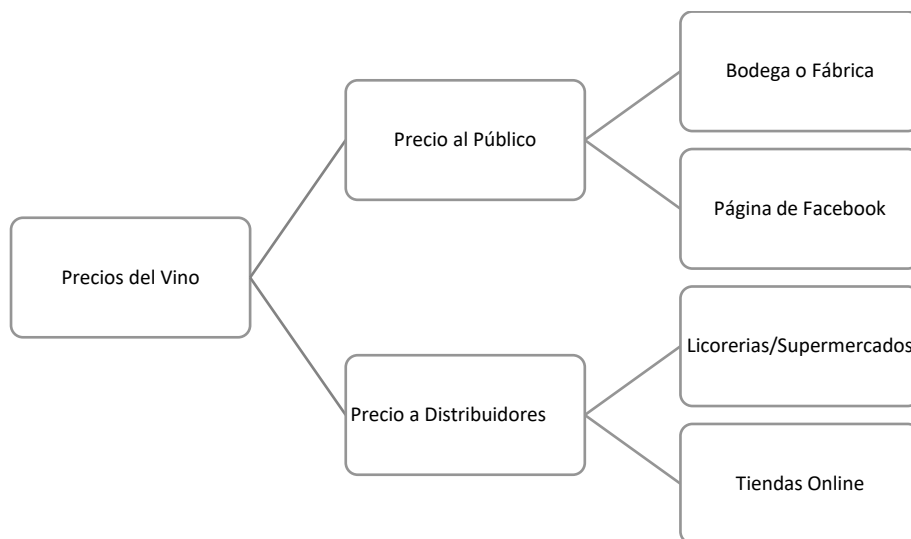 Precios del Vino
Precio al Público
Bodega o Fábrica
Página de Facebook
Precio a Distribuidores
Licorerias/Supermercados
Tiendas Online